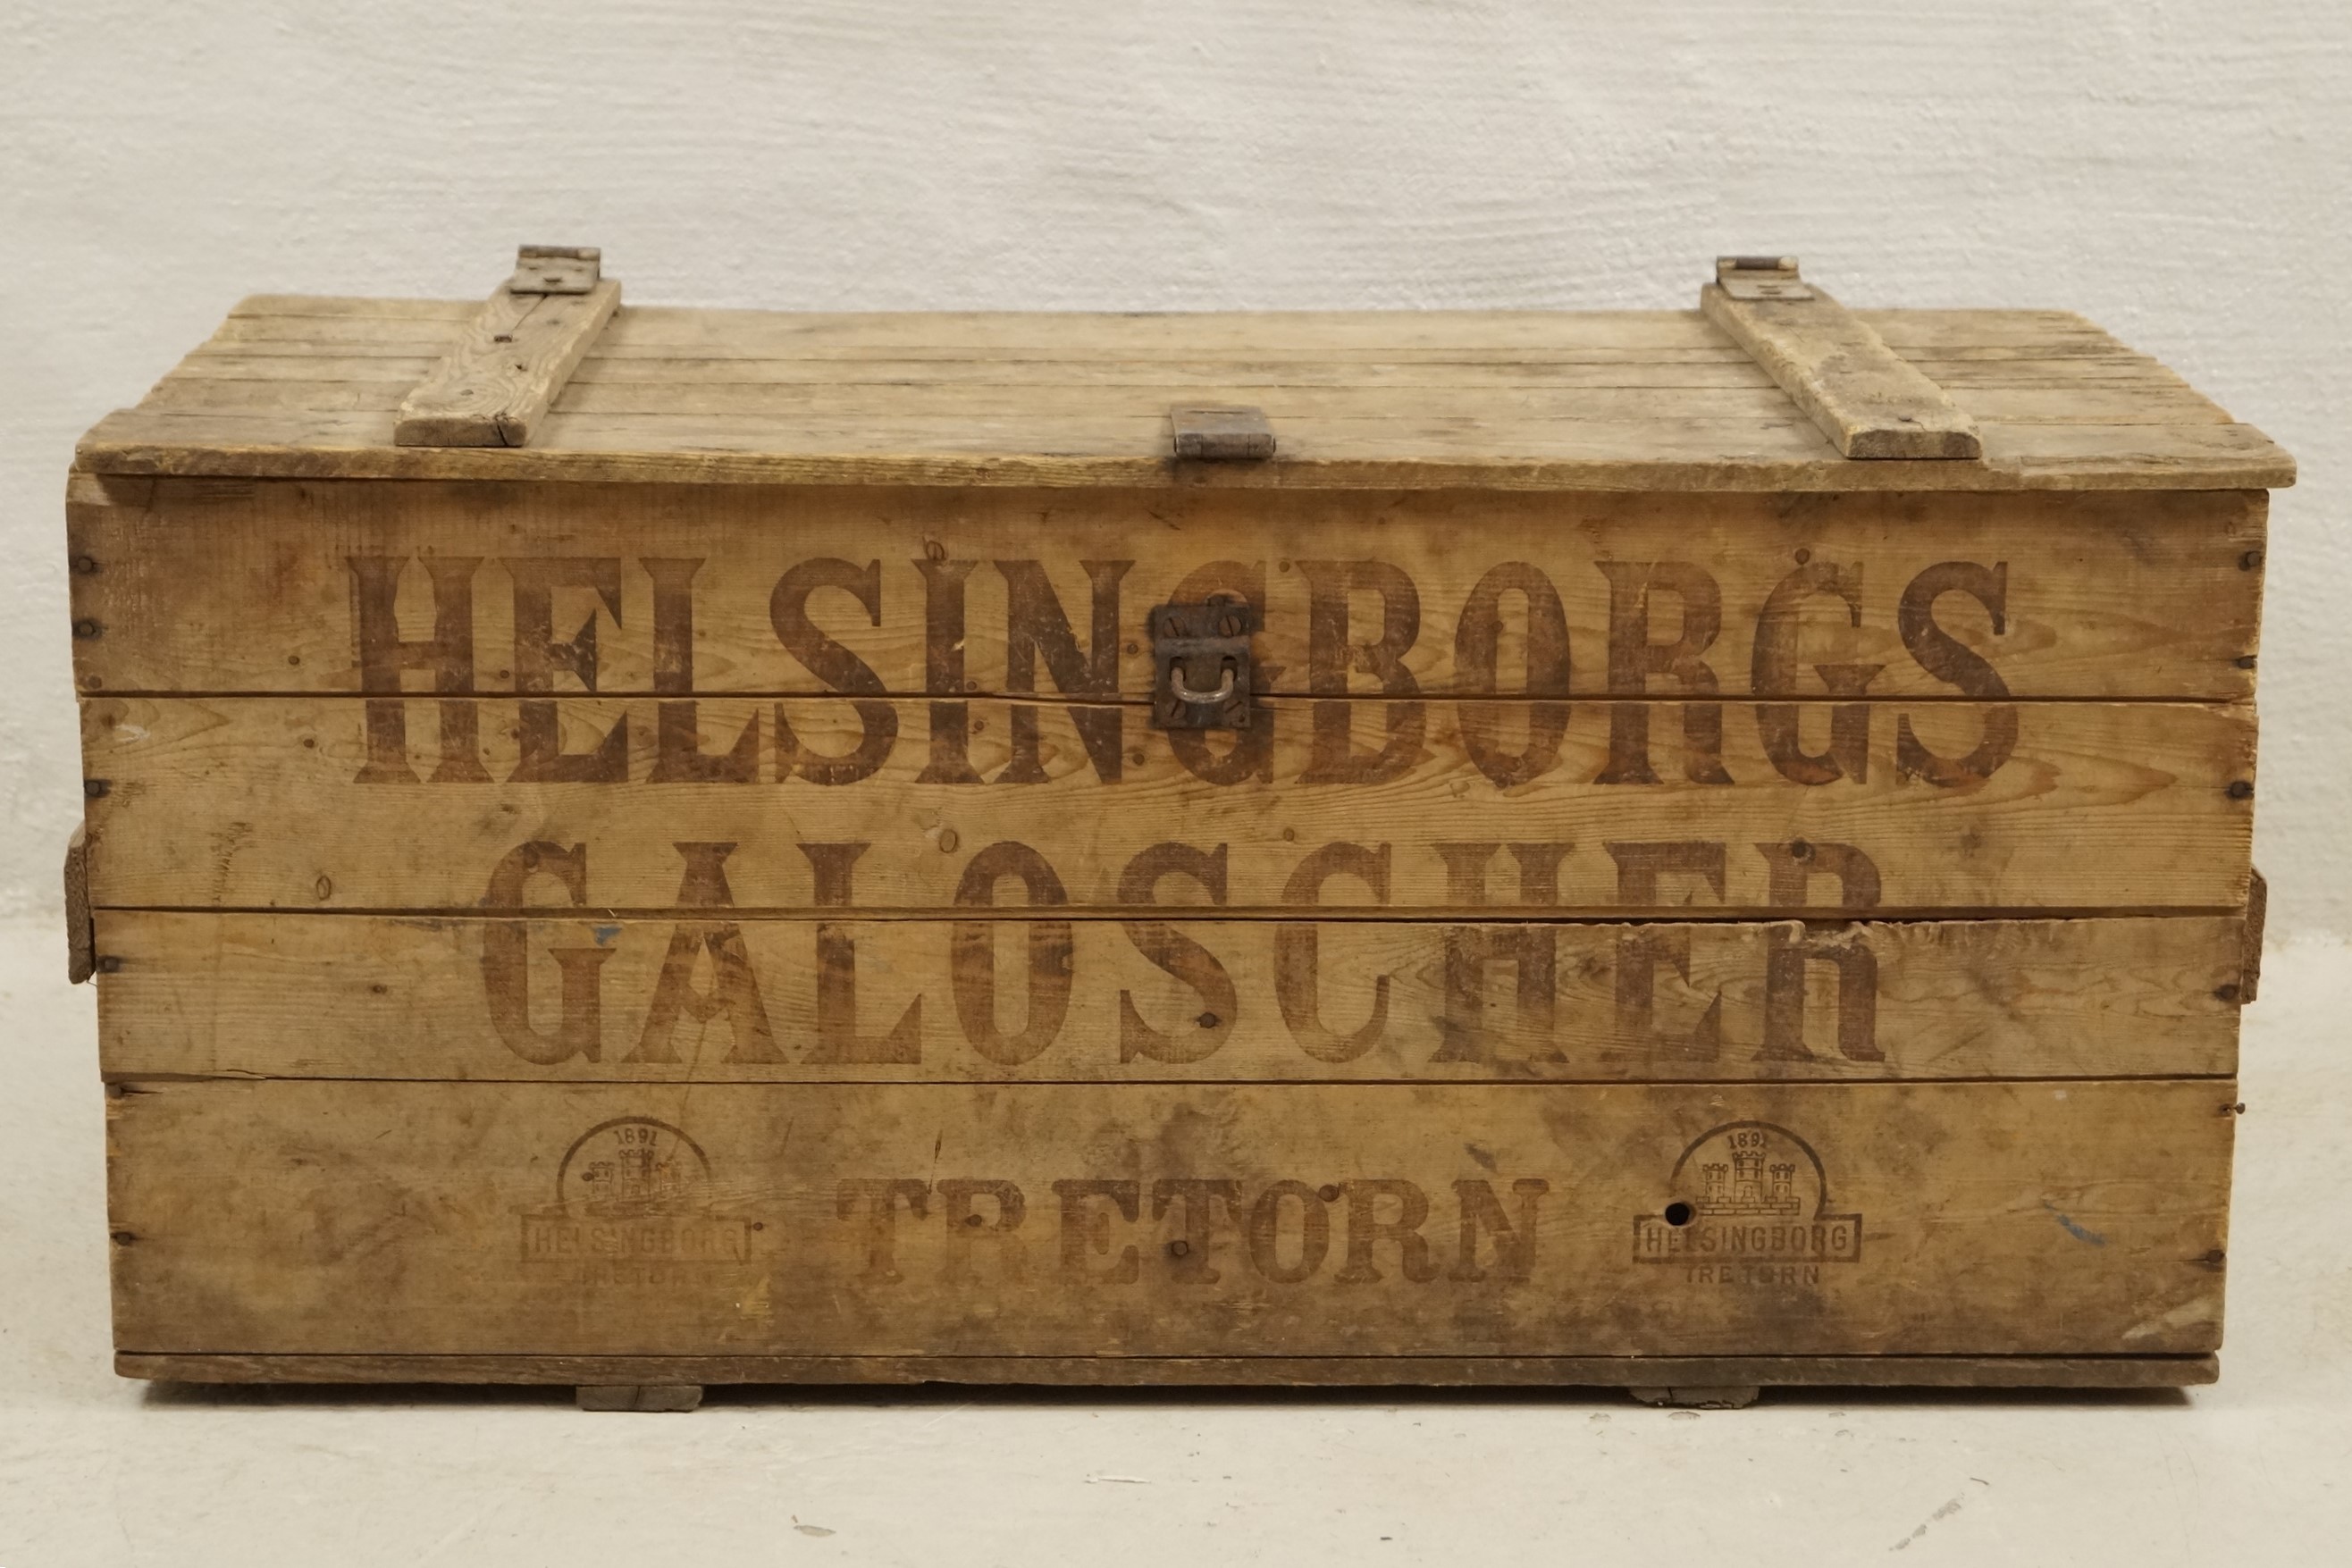 HELSINGBORGS
GALOSCHER
1891
HELSINGBORG
TRETORN
TRETORN
1891
HELSINGBORG
TRETORN